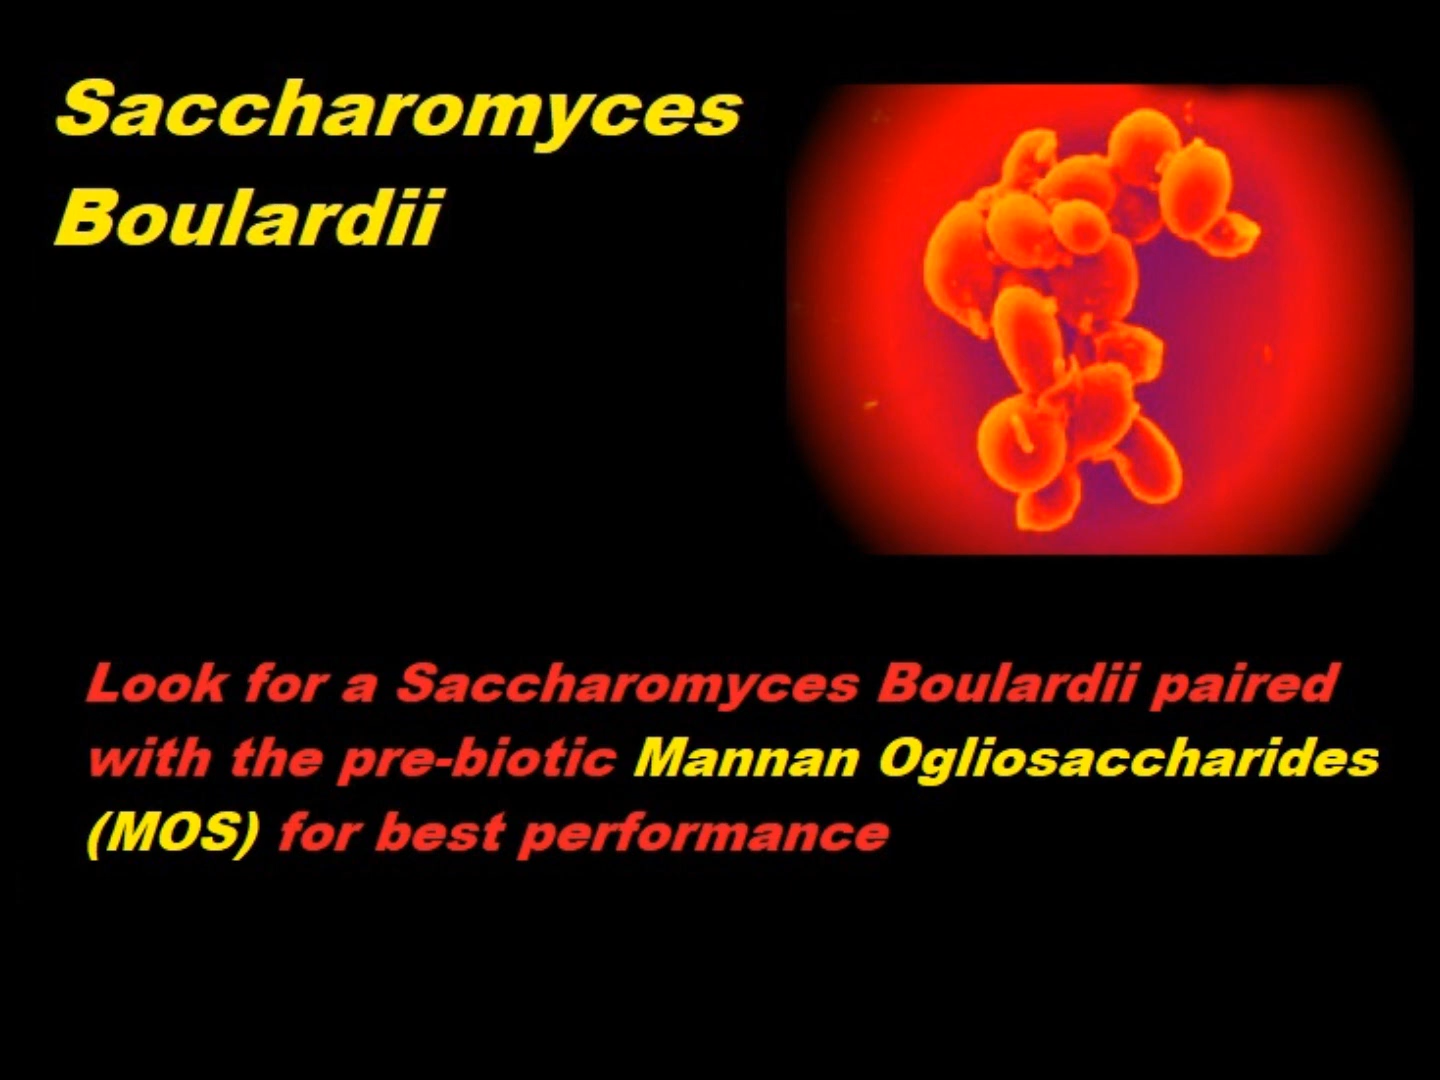 Saccharomyces
Boulardii
Look for a Saccharomyces Boulardii paired
with the pre-biotic Mannan Ogliosaccharides
(MOS) for best performance